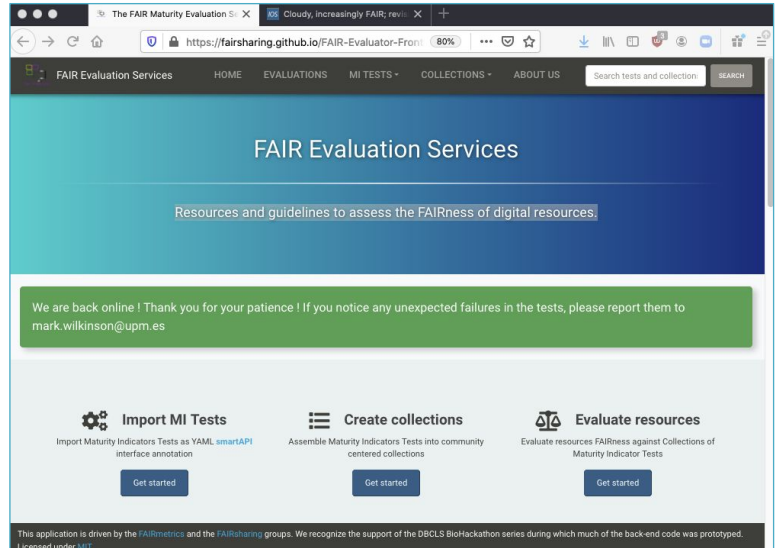 The FAIR Maturity Evaluation Se
IOS Cloudy, increasingly FAIR; revis
https://fairsharing.github.io/FAIR-Evaluator-Fron
80%
3
FAIR Evaluation Services
HOME
EVALUATIONS
MI TESTS
COLLECTIONS
ABOUT US
Search tests and collection
SEARCH
FAIR Evaluation Services
Resources and guidelines to assess the FAIRness of digital resources.
We are back online ! Thank you for your patience ! If you notice any unexpected failures in the tests, please report them to
mark.wilkinson@upm.es
Import MI Tests
Import Maturity Indicators Tests as YAML smartAPI
interface annotation
Get started
Create collections
Assemble Maturity Indicators Tests into community
centered collections
Get started
Evaluate resources
Evaluate resources FAIRness against Collections of
Maturity Indicator Tests
Get started
This application is driven by the FAIRmetrics and the FAIRsharing groups. We recognize the support of the DBCLS BioHackathon series during which much of the back-end code was prototyped.
Licensed under MIT